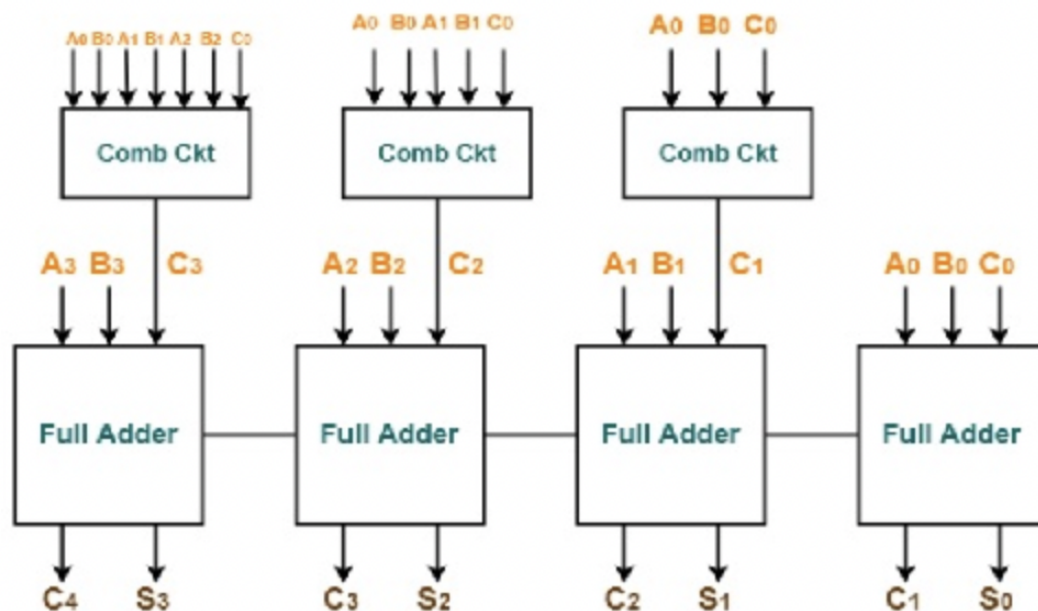 A0 B0 A1 B1 A2 B2 C0
A0 B0 A1 B1 C0
A0 B0 C0
Comb Ckt
Comb Ckt
Comb Ckt
A3 B3 C3
A2 B2 C2
A1 B1 C1
A0 B0 C0
Full Adder
Full Adder
Full Adder
Full Adder
C4 S3
C3 S2
C2 S1
C1 S0